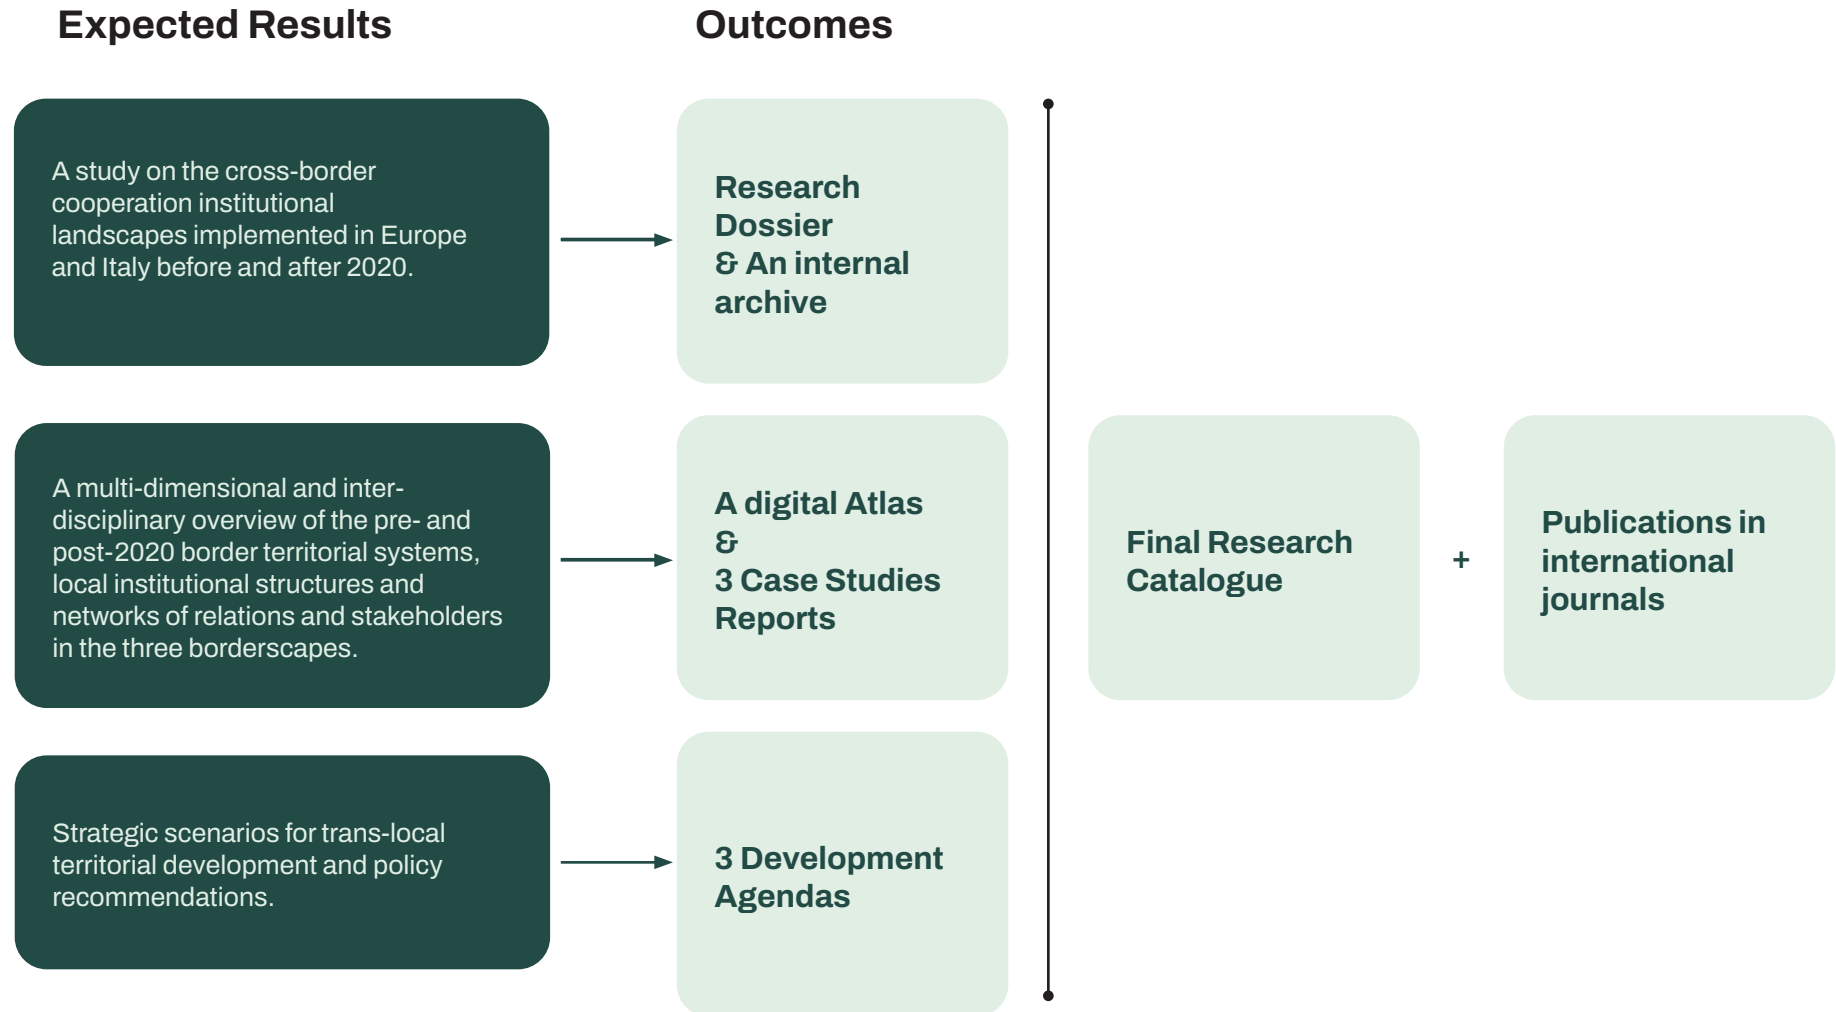 Expected Results
Outcomes
A study on the cross-border
cooperation institutional
landscapes implemented in Europe
and Italy before and after 2020.
Research
Dossier
& An internal
archive
A multi-dimensional and inter-
disciplinary overview of the pre- and
post-2020 border territorial systems,
local institutional structures and
networks of relations and stakeholders
in the three borderscapes.
A digital Atlas
&
3 Case Studies
Reports
Final Research
Catalogue
+
Publications in
international
journals
Strategic scenarios for trans-local
territorial development and policy
recommendations.
3 Development
Agendas